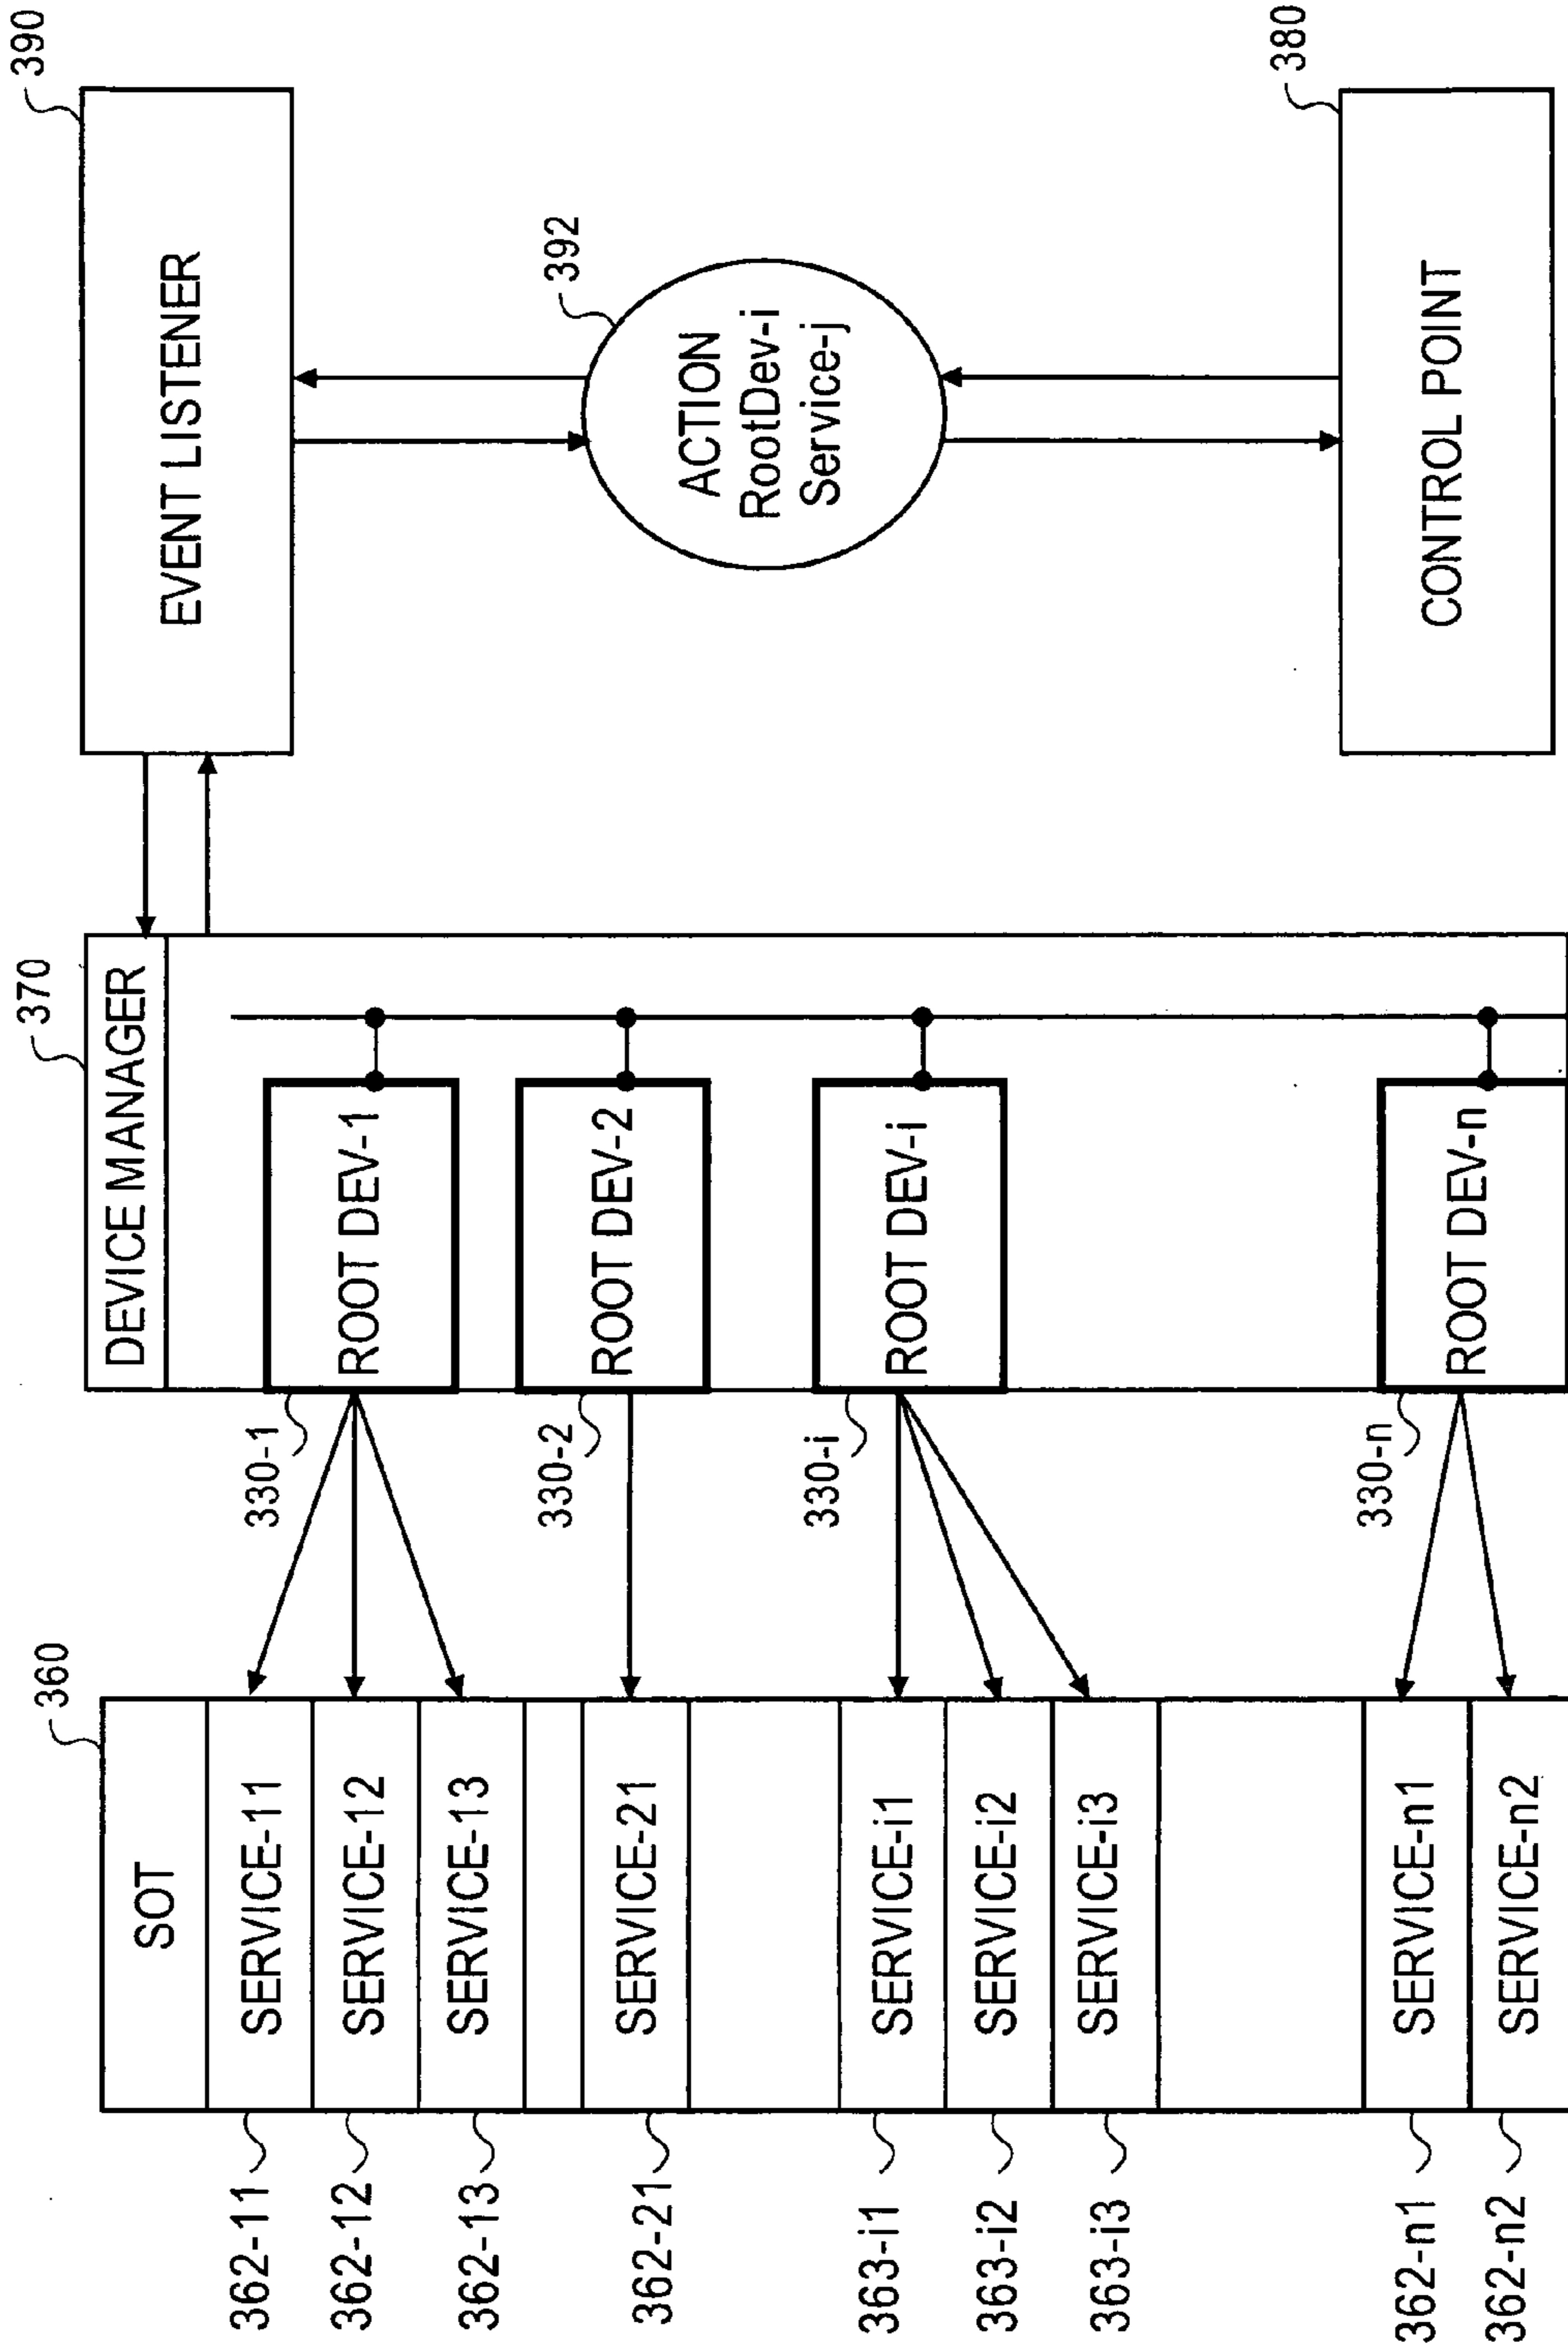 360
SOT
362-11
SERVICE-11
362-12
SERVICE-12
362-13
SERVICE-13
362-21
SERVICE-21
363-i1
SERVICE-i1
363-i2
SERVICE-i2
363-i3
SERVICE-i3
362-n1
SERVICE-n1
362-n2
SERVICE-n2
370
DEVICE MANAGER
330-1
ROOT DEV-1
330-2
ROOT DEV-2
330-i
ROOT DEV-i
330-n
ROOT DEV-n
390
EVENT LISTENER
392
ACTION
RootDev-i
Service-j
380
CONTROL POINT